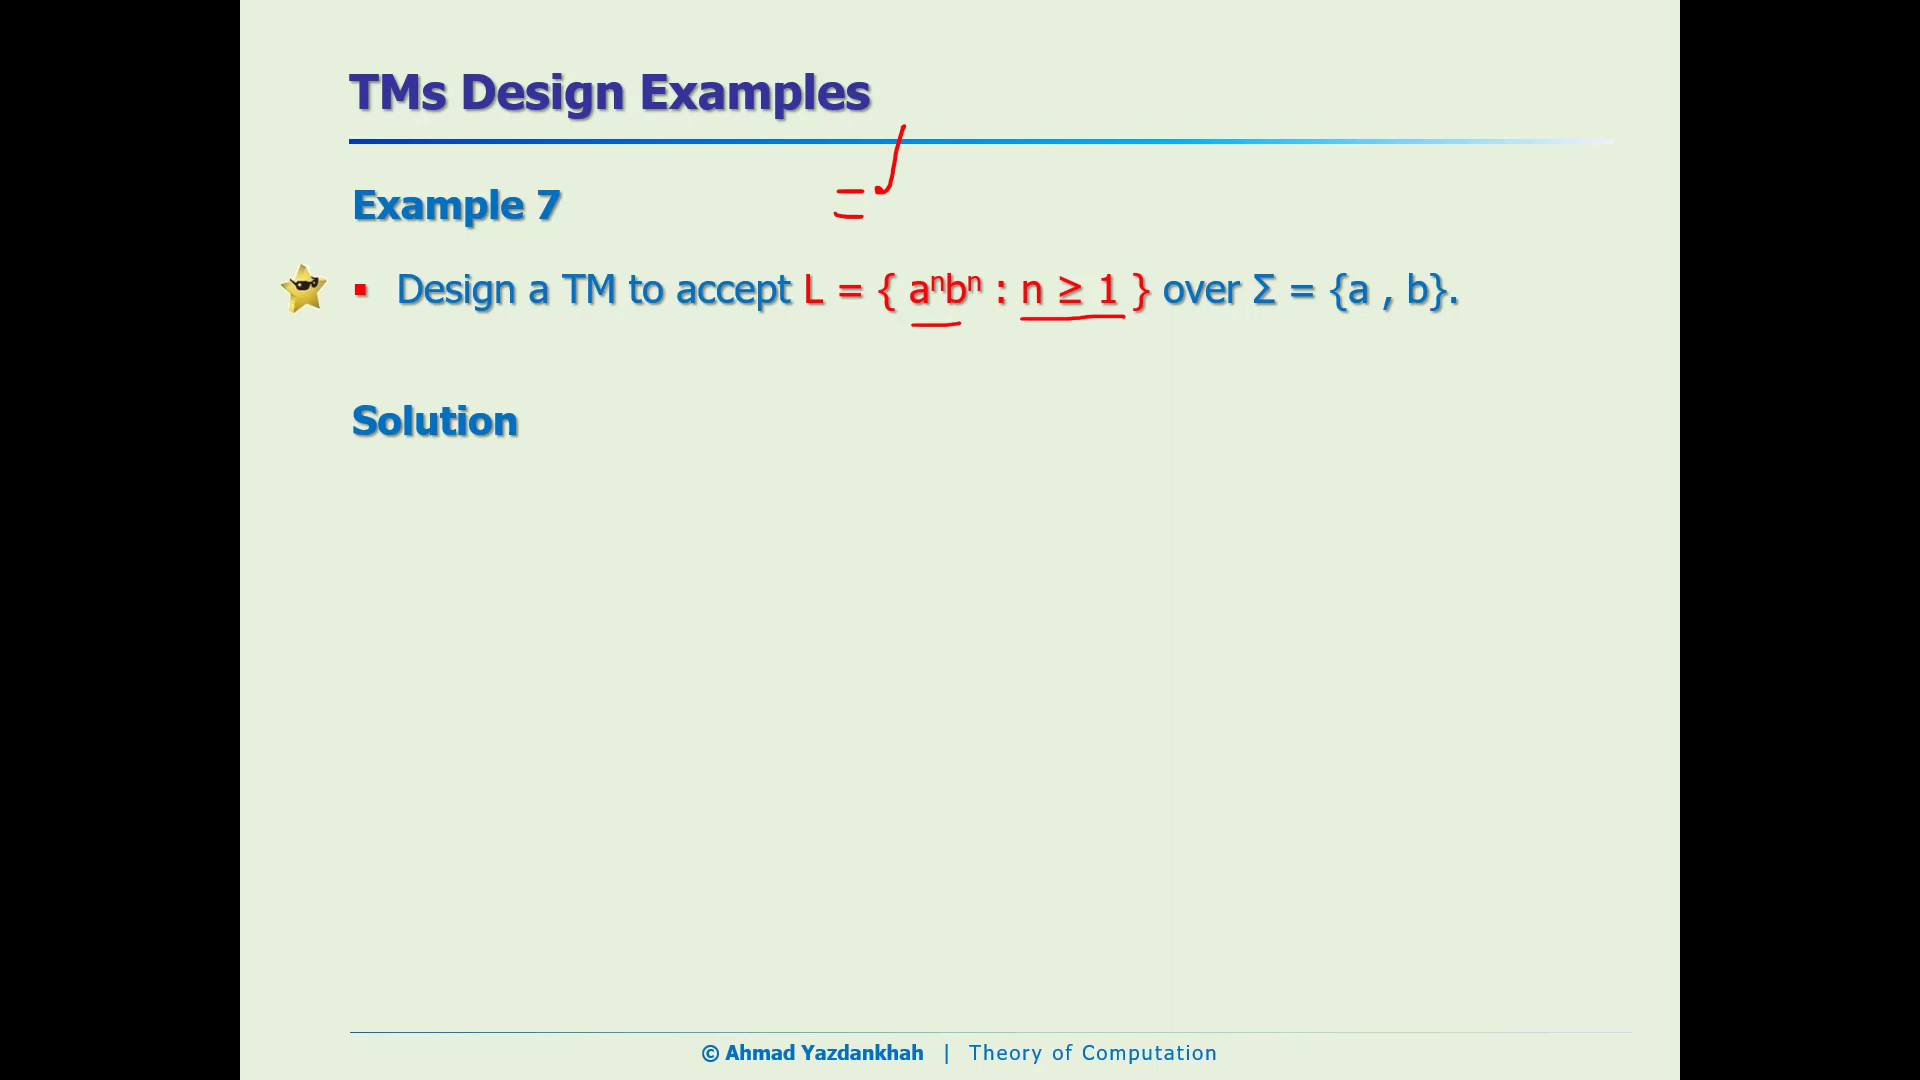 TMs Design Examples
Example 7
▪ Design a TM to accept L = { aⁿbⁿ : n ≥ 1 } over Σ = {a , b}.
Solution
© Ahmad Yazdankhah | Theory of Computation